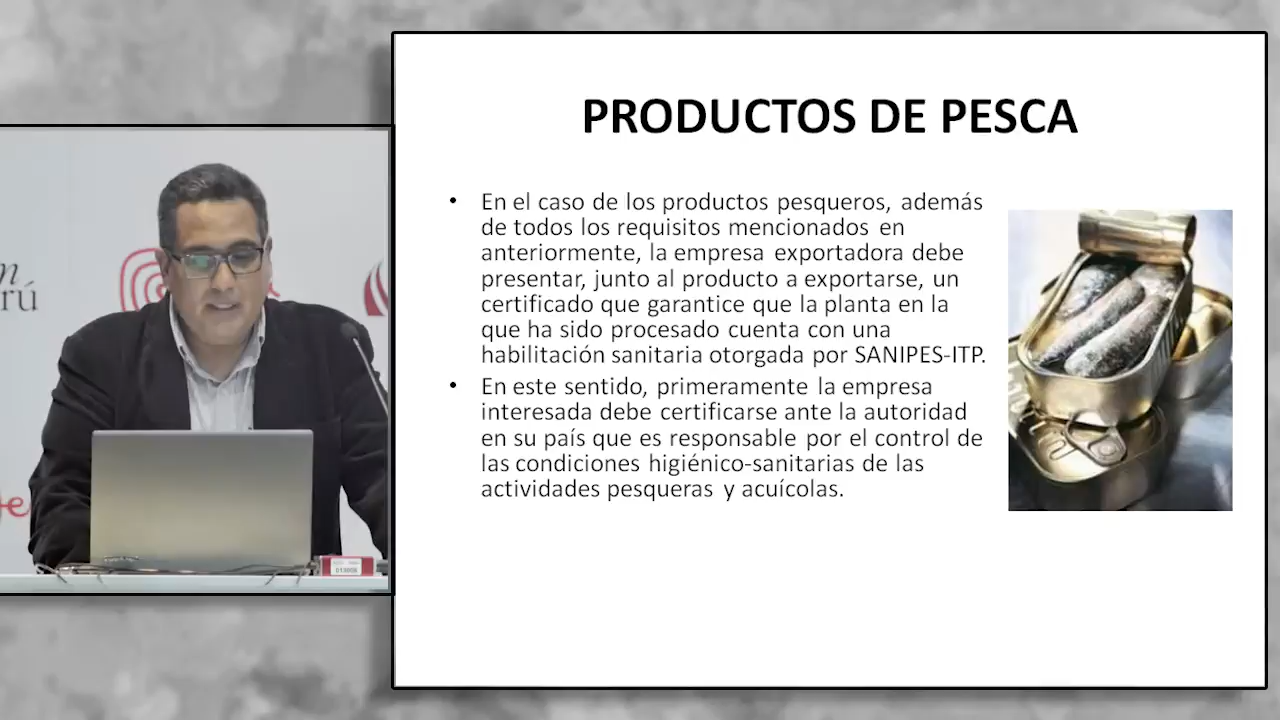 PRODUCTOS DE PESCA
• En el caso de los productos pesqueros, además
de todos los requisitos mencionados en
anteriormente, la empresa exportadora debe
presentar, junto al producto a exportarse, un
certificado que garantice que la planta en la
que ha sido procesado cuenta con una
habilitación sanitaria otorgada por SANIPES-ITP.
• En este sentido, primeramente la empresa
interesada debe certificarse ante la autoridad
en su país que es responsable por el control de
las condiciones higiénico-sanitarias de las
actividades pesqueras y acuícolas.